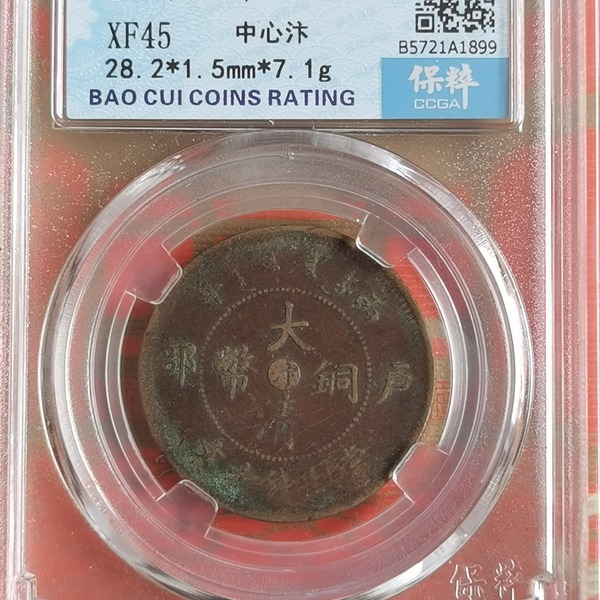 XF45 中心汴
28.2*1.5mm*7.1g
BAO CUI COINS RATING
B5721A1899
保粹
CCGA
大
部 幣 汴 銅 户
清
保粹